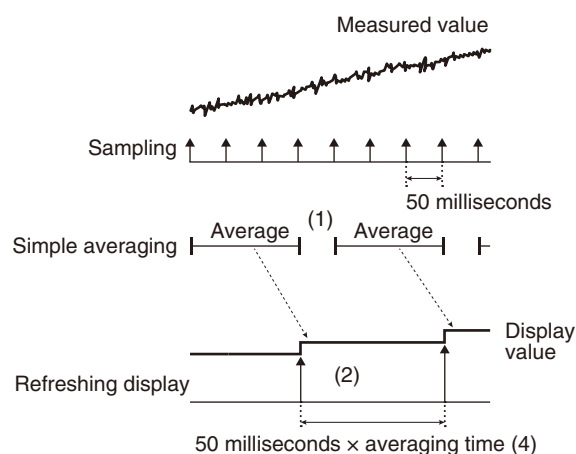 Measured value
Sampling
50 milliseconds
(1)
Average
Average
Simple averaging
Display
value
(2)
Refreshing display
50 milliseconds × averaging time (4)